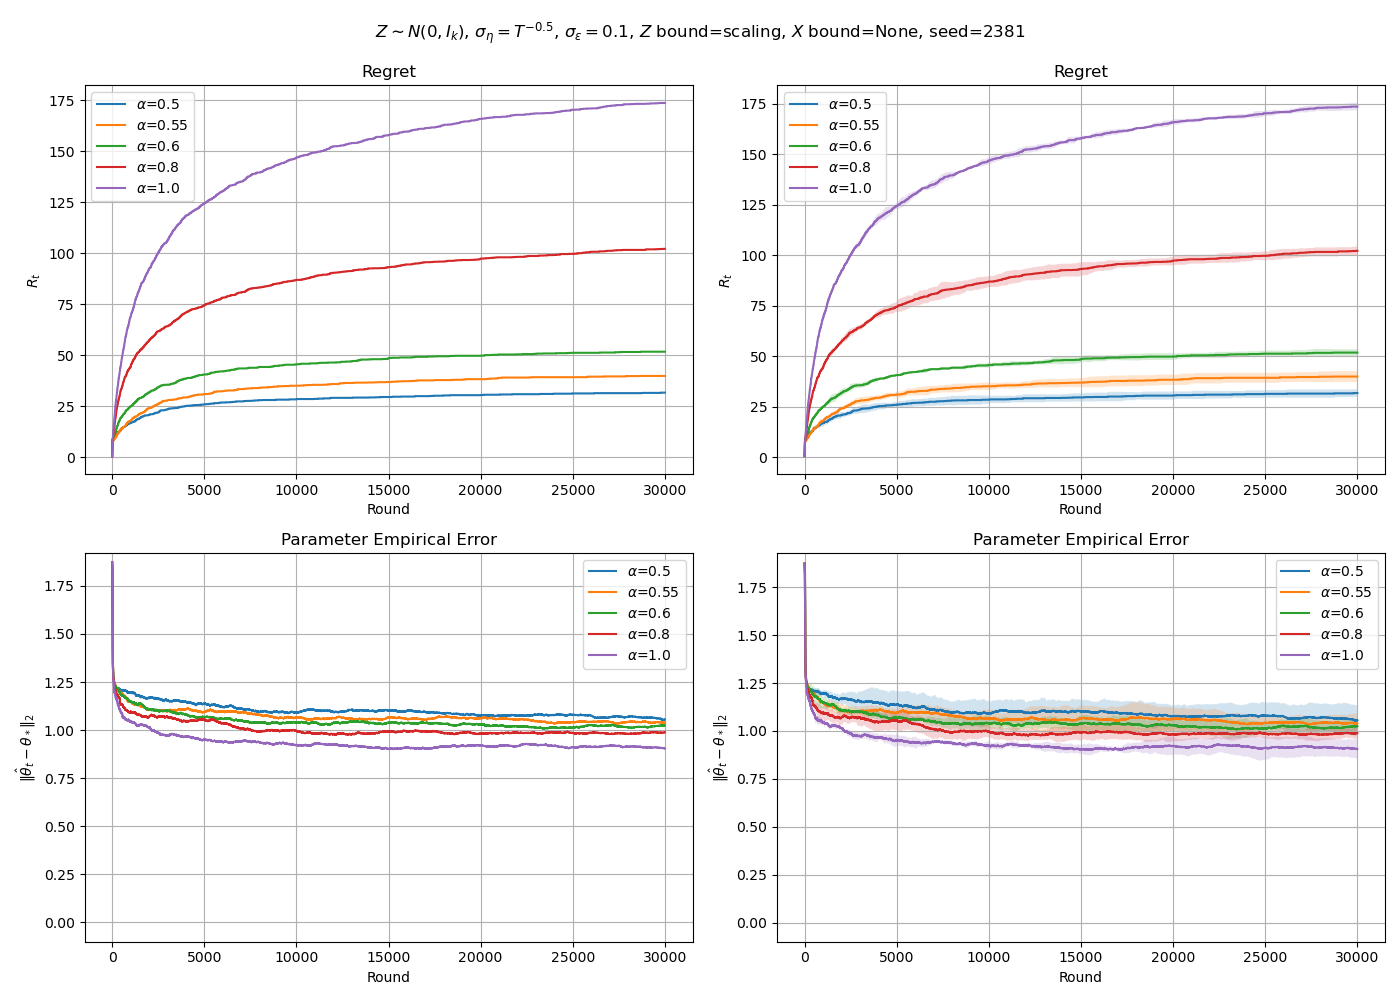 Z ~ N(0, I_k), σ_η = T^{-0.5}, σ_ε = 0.1, Z bound=scaling, X bound=None, seed=2381
Regret
175
150
125
100
75
50
25
0
R_t
α=0.5
α=0.55
α=0.6
α=0.8
α=1.0
0 5000 10000 15000 20000 25000 30000
Round
Regret
175
150
125
100
75
50
25
0
R_t
α=0.5
α=0.55
α=0.6
α=0.8
α=1.0
0 5000 10000 15000 20000 25000 30000
Round
Parameter Empirical Error
1.75
1.50
1.25
1.00
0.75
0.50
0.25
0.00
‖θ̂_t − θ_*‖_2
α=0.5
α=0.55
α=0.6
α=0.8
α=1.0
0 5000 10000 15000 20000 25000 30000
Round
Parameter Empirical Error
1.75
1.50
1.25
1.00
0.75
0.50
0.25
0.00
‖θ̂_t − θ_*‖_2
α=0.5
α=0.55
α=0.6
α=0.8
α=1.0
0 5000 10000 15000 20000 25000 30000
Round